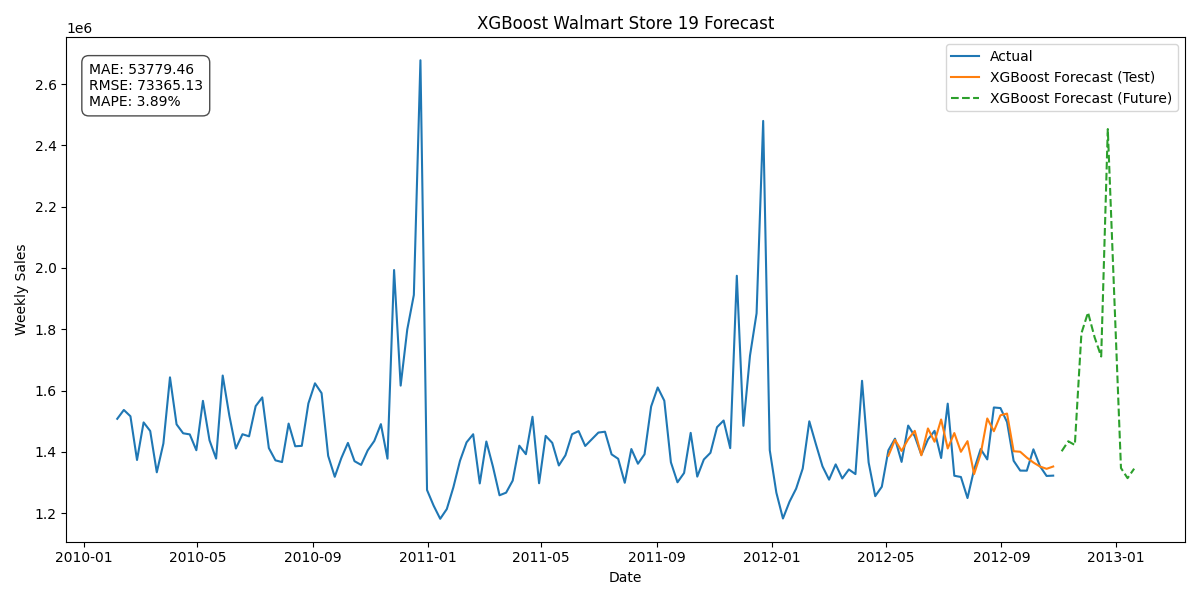 XGBoost Walmart Store 19 Forecast
1e6
MAE: 53779.46
RMSE: 73365.13
MAPE: 3.89%
Actual
XGBoost Forecast (Test)
XGBoost Forecast (Future)
Weekly Sales
2.6
2.4
2.2
2.0
1.8
1.6
1.4
1.2
2010-01
2010-05
2010-09
2011-01
2011-05
2011-09
2012-01
2012-05
2012-09
2013-01
Date